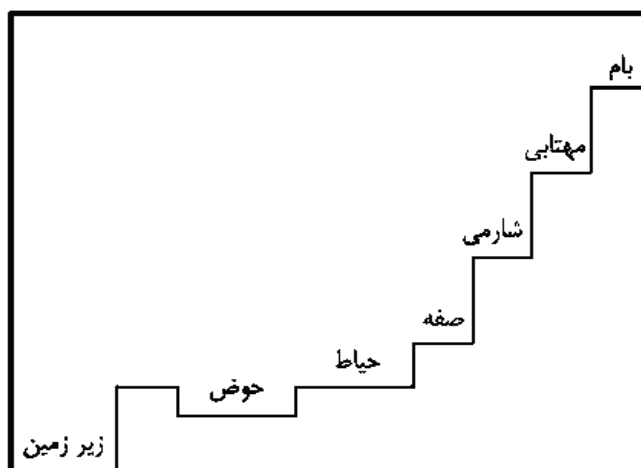 بام
مهتابی
شارمی
صفه
حیاط
حوض
زیر زمین